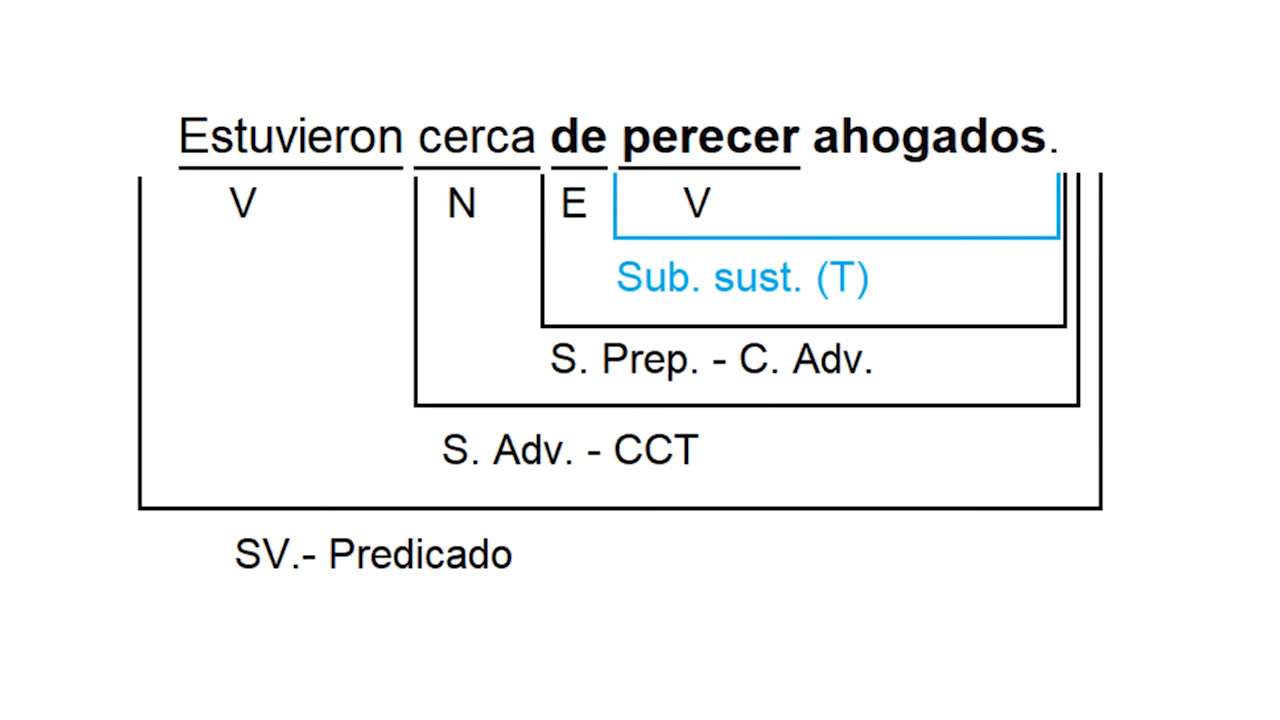 Estuvieron cerca de perecer ahogados.
V N E V
Sub. sust. (T)
S. Prep. - C. Adv.
S. Adv. - CCT
SV.- Predicado